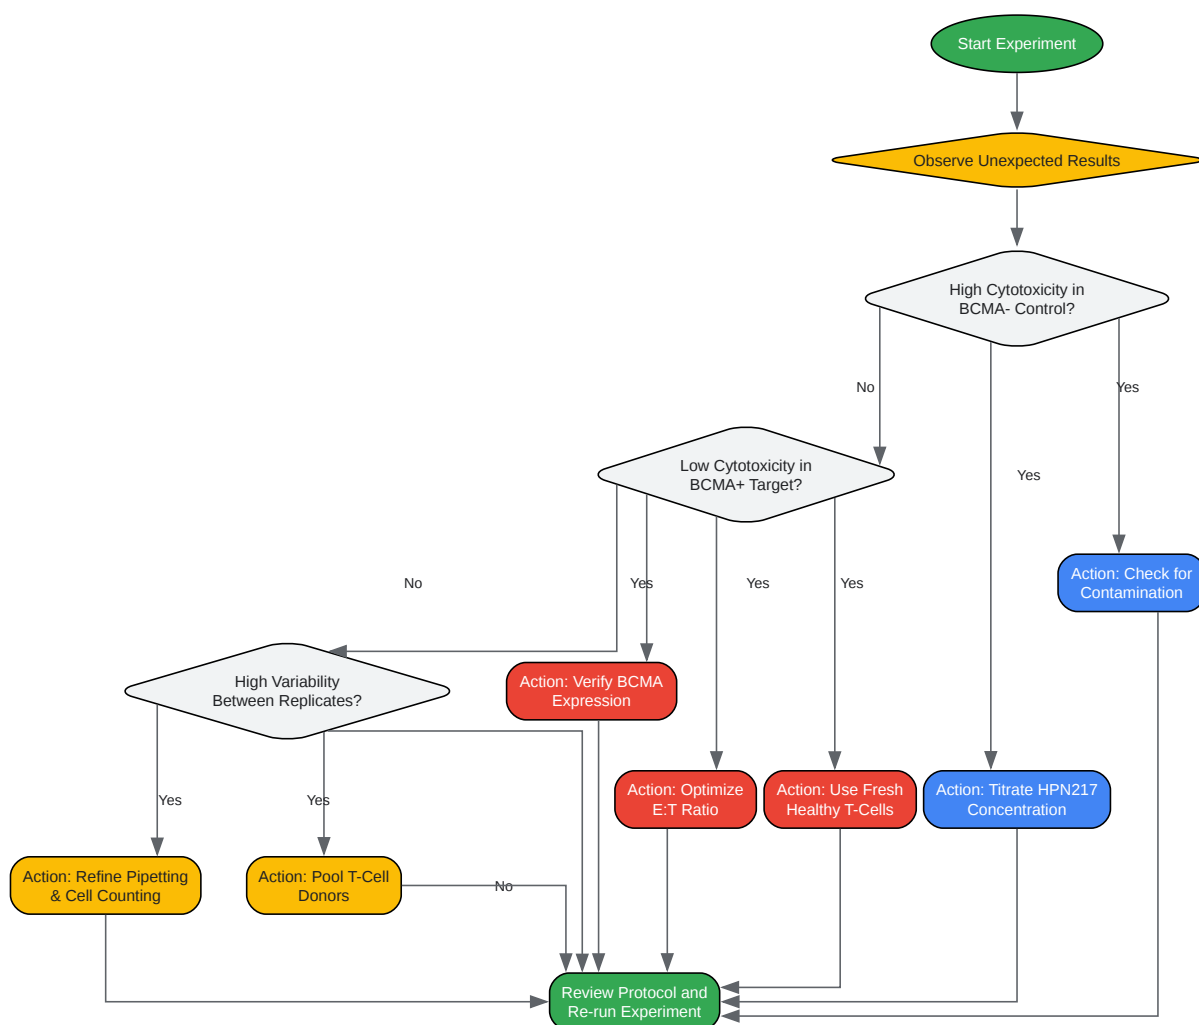 Start Experiment
Observe Unexpected Results
High Cytotoxicity in
BCMA- Control?
No
Yes
Low Cytotoxicity in
BCMA+ Target?
Yes
Action: Check for
Contamination
No
Yes
Yes
Yes
High Variability
Between Replicates?
Action: Verify BCMA
Expression
Action: Optimize
E:T Ratio
Action: Use Fresh
Healthy T-Cells
Action: Titrate HPN217
Concentration
Yes
Yes
Action: Refine Pipetting
& Cell Counting
Action: Pool T-Cell
Donors
No
Review Protocol and
Re-run Experiment